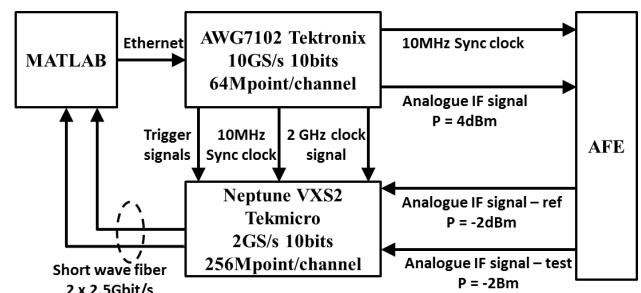 MATLAB
Ethernet
AWG7102 Tektronix
10GS/s 10bits
64Mpoint/channel
10MHz Sync clock
Analogue IF signal
P = 4dBm
AFE
Trigger
signals
10MHz
Sync clock
2 GHz clock
signal
Neptune VXS2
Tekmicro
2GS/s 10bits
256Mpoint/channel
Analogue IF signal – ref
P = -2dBm
Analogue IF signal – test
P = -2Bm
Short wave fiber
2 x 2.5Gbit/s